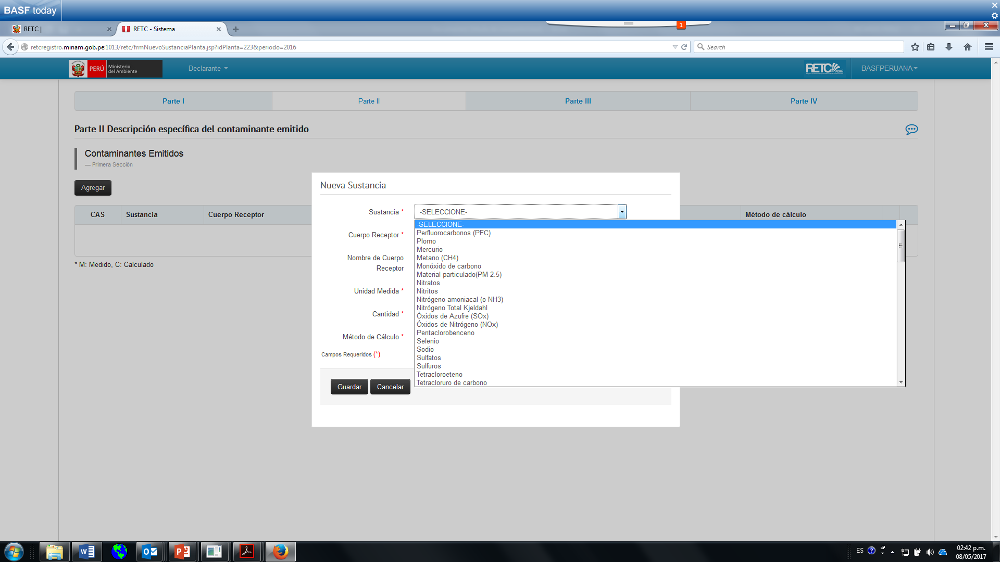 BASF today
RETC |
RETC - Sistema
1
retcregistro.minam.gob.pe:1013/retc/frmNuevoSustanciaPlanta.jsp?idPlanta=223&periodo=2016
Search
PERÚ Ministerio del Ambiente
Declarante
RETC PERÚ
BASFPERUANA
Parte I
Parte II
Parte III
Parte IV
Parte II Descripción específica del contaminante emitido
Contaminantes Emitidos
— Primera Sección
Agregar
CAS
Sustancia
Cuerpo Receptor
Método de cálculo
* M: Medido, C: Calculado
Nueva Sustancia
Sustancia *
-SELECCIONE-
Cuerpo Receptor *
Nombre de Cuerpo
Receptor
Unidad Medida *
Cantidad *
Método de Cálculo *
Campos Requeridos (*)
-SELECCIONE-
Perfluorocarbonos (PFC)
Plomo
Mercurio
Metano (CH4)
Monóxido de carbono
Material particulado(PM 2.5)
Nitratos
Nitritos
Nitrógeno amoniacal (o NH3)
Nitrógeno Total Kjeldahl
Óxidos de Azufre (SOx)
Óxidos de Nitrógeno (NOx)
Pentaclorobenceno
Selenio
Sodio
Sulfatos
Sulfuros
Tetracloroeteno
Tetracloruro de carbono
Guardar
Cancelar
ES
02:42 p.m.
08/05/2017